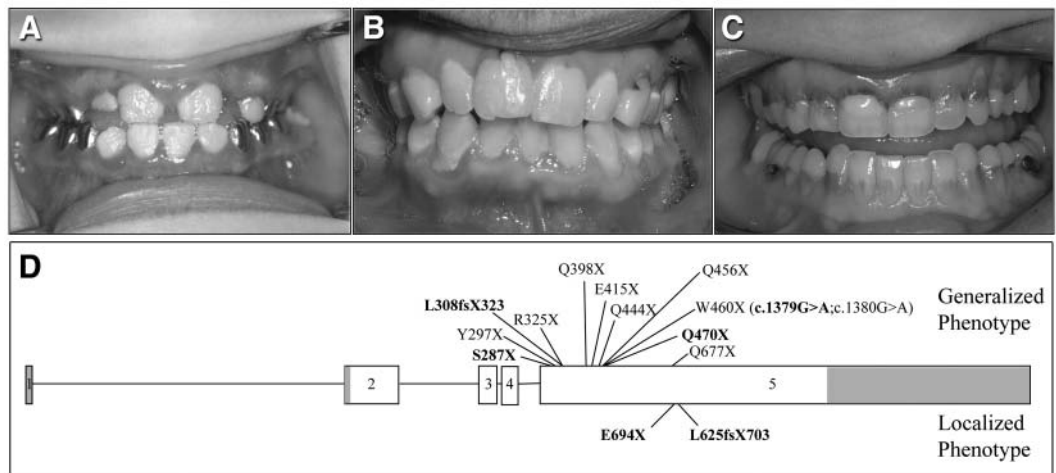 A
B
C
D
Q398X
Q456X
E415X
Generalized
Phenotype
L308fsX323
Q444X
W460X (c.1379G>A;c.1380G>A)
R325X
Y297X
Q470X
S287X
Q677X
1
2
3
4
5
E694X
L625fsX703
Localized
Phenotype